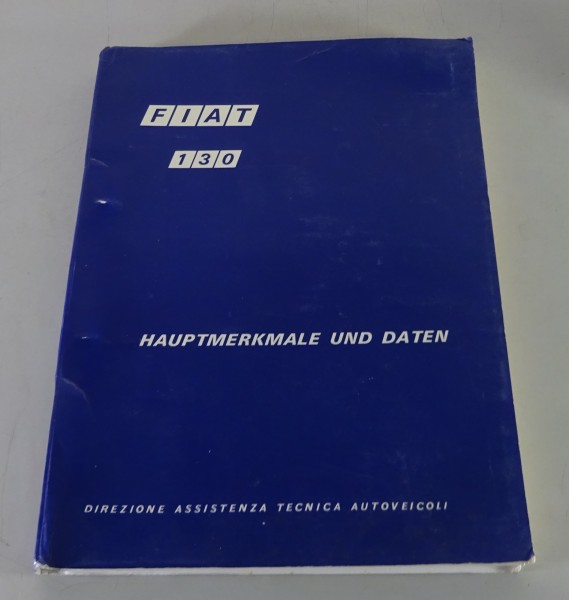 FIAT
130
HAUPTMERKMALE UND DATEN
DIREZIONE ASSISTENZA TECNICA AUTOVEICOLI